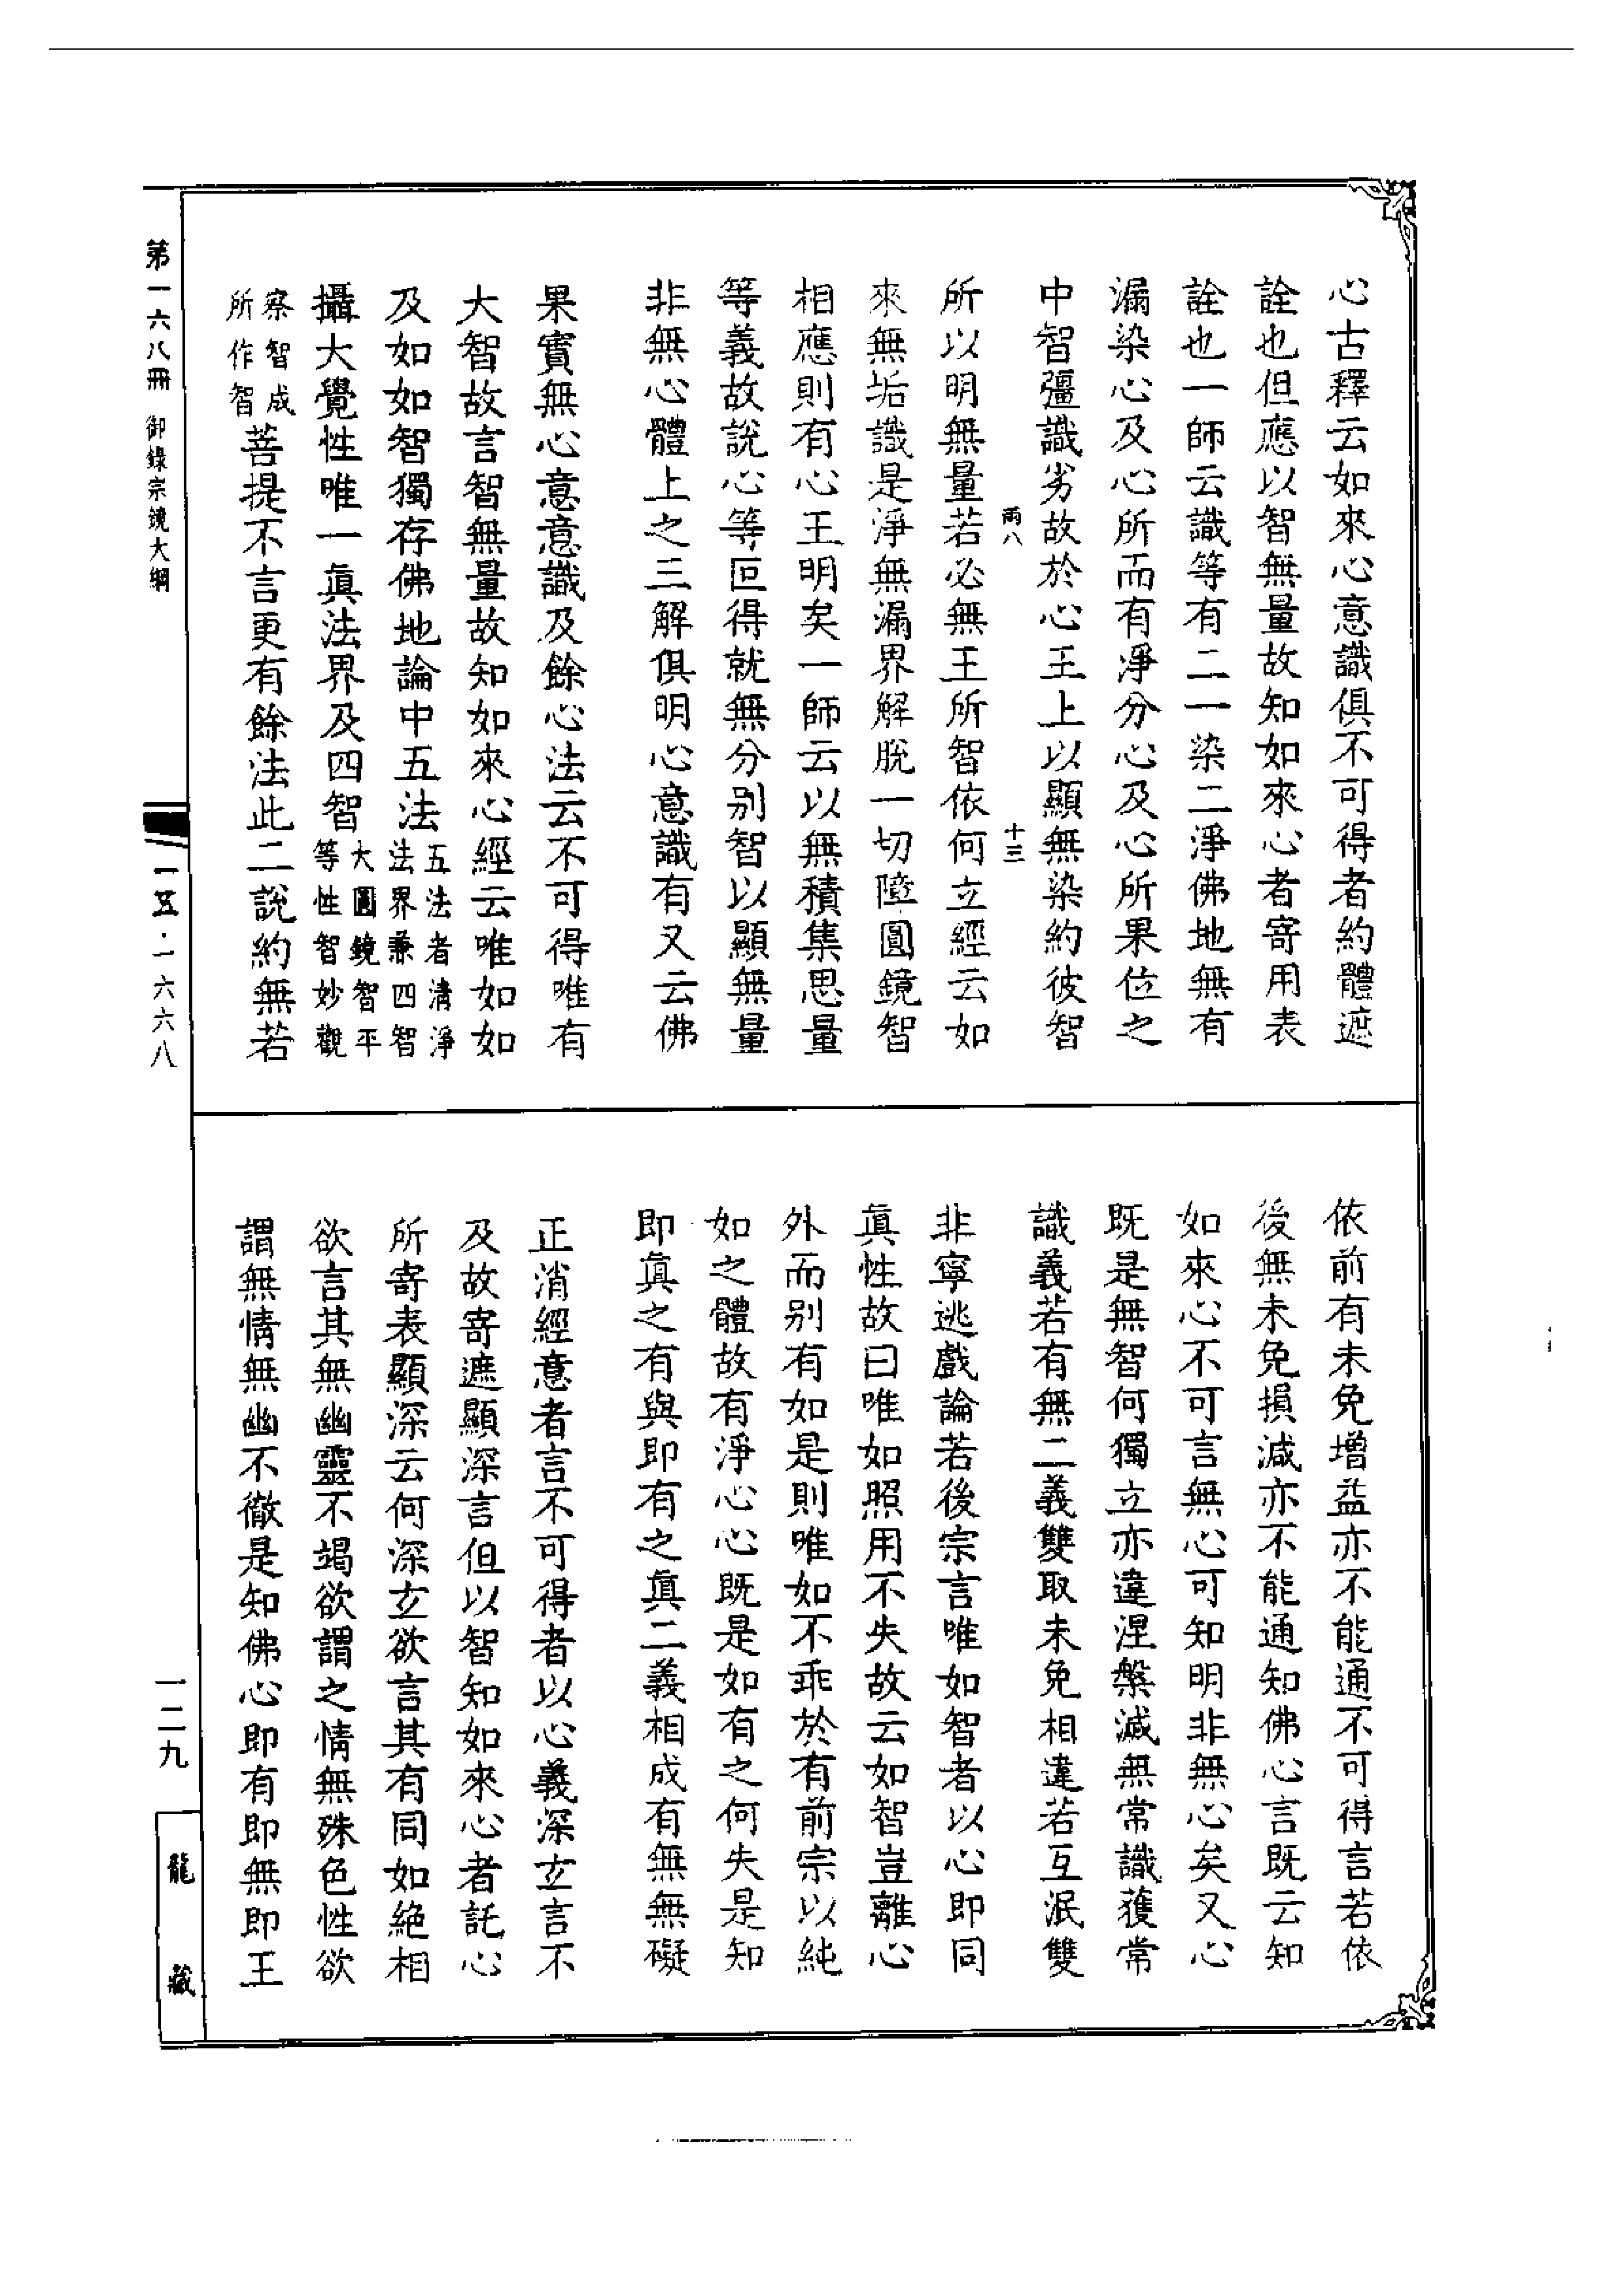 心古釋云如來心意識俱不可得者約體遮
詮也但應以智無量故知如來心者寄用表
詮也一師云識等有二一染二淨佛地無有
漏染心及心所而有淨分心及心所果位之
中智彊識劣故於心王上以顯無染約彼智
雨八
十三
所以明無量若必無王所智依何立經云如
來無垢識是淨無漏界解脫一切障圓鏡智
相應則有心王明矣一師云以無積集思量
等義故說心等叵得就無分別智以顯無量
非無心體上之三解俱明心意識有又云佛
果實無心意意識及餘心法云不可得唯有
大智故言智無量故知如來心經云唯如如
及如如智獨存佛地論中五法五法者清淨
法界兼四智
攝大覺性唯一眞法界及四智大圓鏡智平
等性智妙觀
察智成
所作智菩提不言更有餘法此二說約無若
依前有未免增益亦不能通不可得言若依
後無未免損減亦不能通知佛心言既云知
如來心不可言無心可知明非無心矣又心
既是無智何獨立亦違涅槃滅無常識獲常
識義若有無二義雙取未免相違若互泯雙
非寧逃戲論若後宗言唯如智者以心即同
眞性故曰唯如照用不失故云如智豈離心
外而别有如是則唯如不乖於有前宗以純
如之體故有淨心心既是如有之何失是知
即眞之有與即有之眞二義相成有無無礙
正消經意者言不可得者以心義深玄言不
及故寄遮顯深言但以智知如來心者託心
所寄表顯深云何深玄欲言其有同如絶相
欲言其無幽靈不竭欲謂之情無殊色性欲
謂無情無幽不徹是知佛心即有即無即王
第一六八冊 御錄宗鏡大綱
一五·一六六八
一二九
龍藏